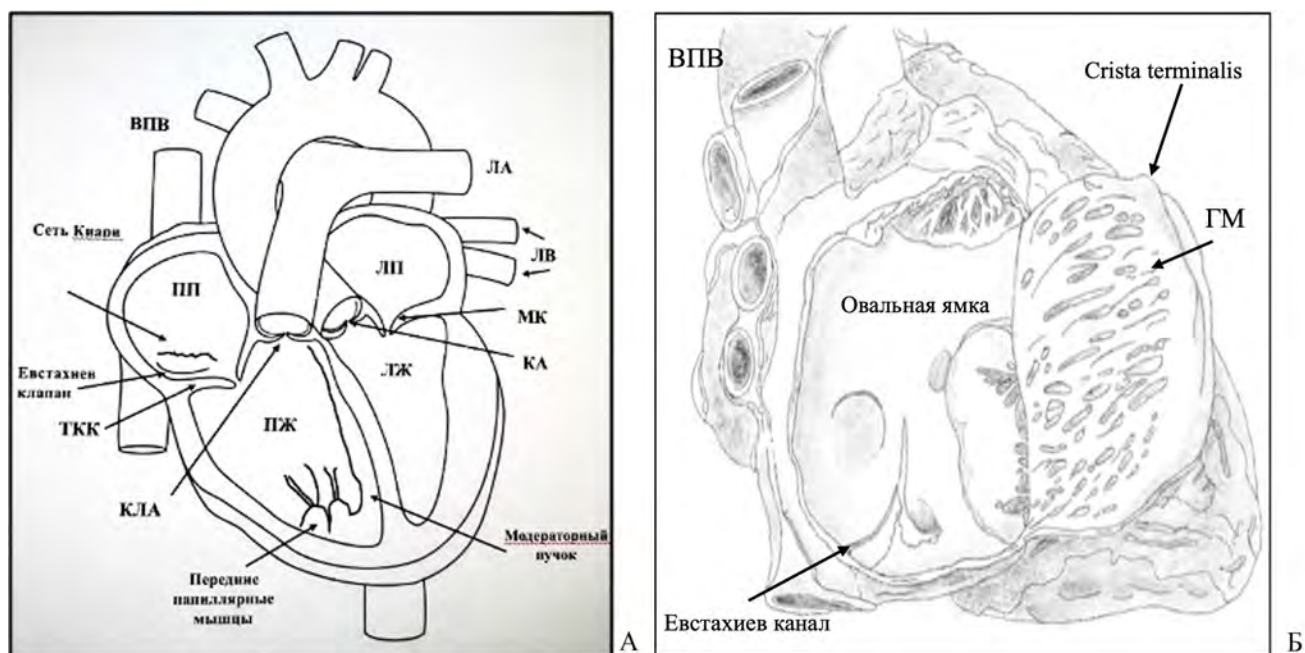 ВПВ
ЛА
Сеть Киари
ЛП
ЛВ
ПП
МК
КА
Евстахиев
клапан
ЛЖ
ТКК
ПЖ
КЛА
Модераторный
пучок
Передние
папиллярные
мышцы
А
ВПВ
Crista terminalis
ГМ
Овальная ямка
Евстахиев канал
Б